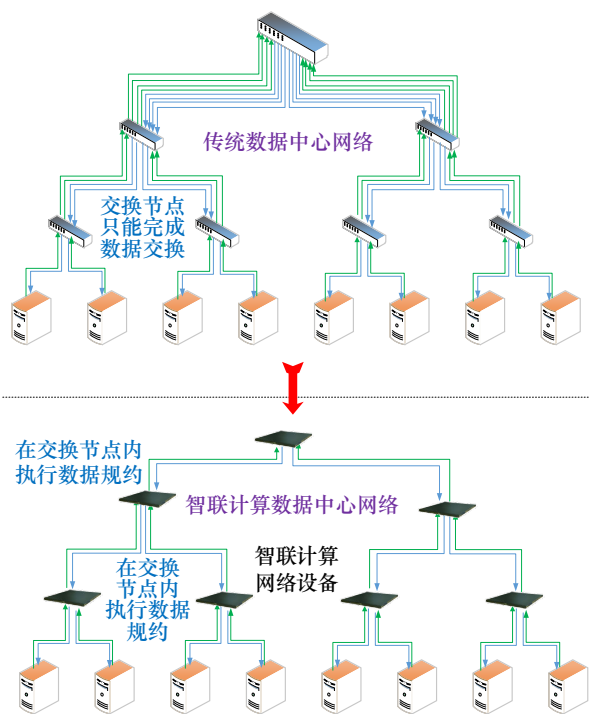 传统数据中心网络
交换节点
只能完成
数据交换
在交换节点内
执行数据规约
智联计算数据中心网络
智联计算
网络设备
在交换
节点内
执行数据
规约